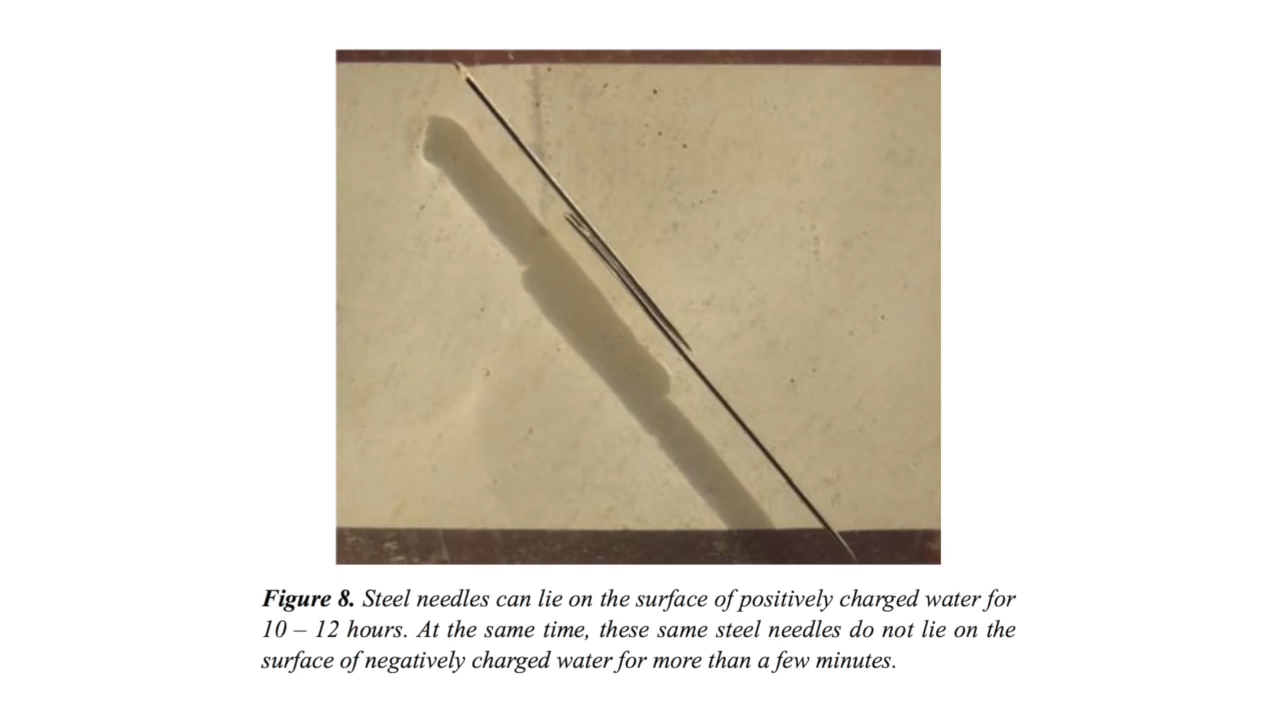 Figure 8. Steel needles can lie on the surface of positively charged water for
10 – 12 hours. At the same time, these same steel needles do not lie on the
surface of negatively charged water for more than a few minutes.